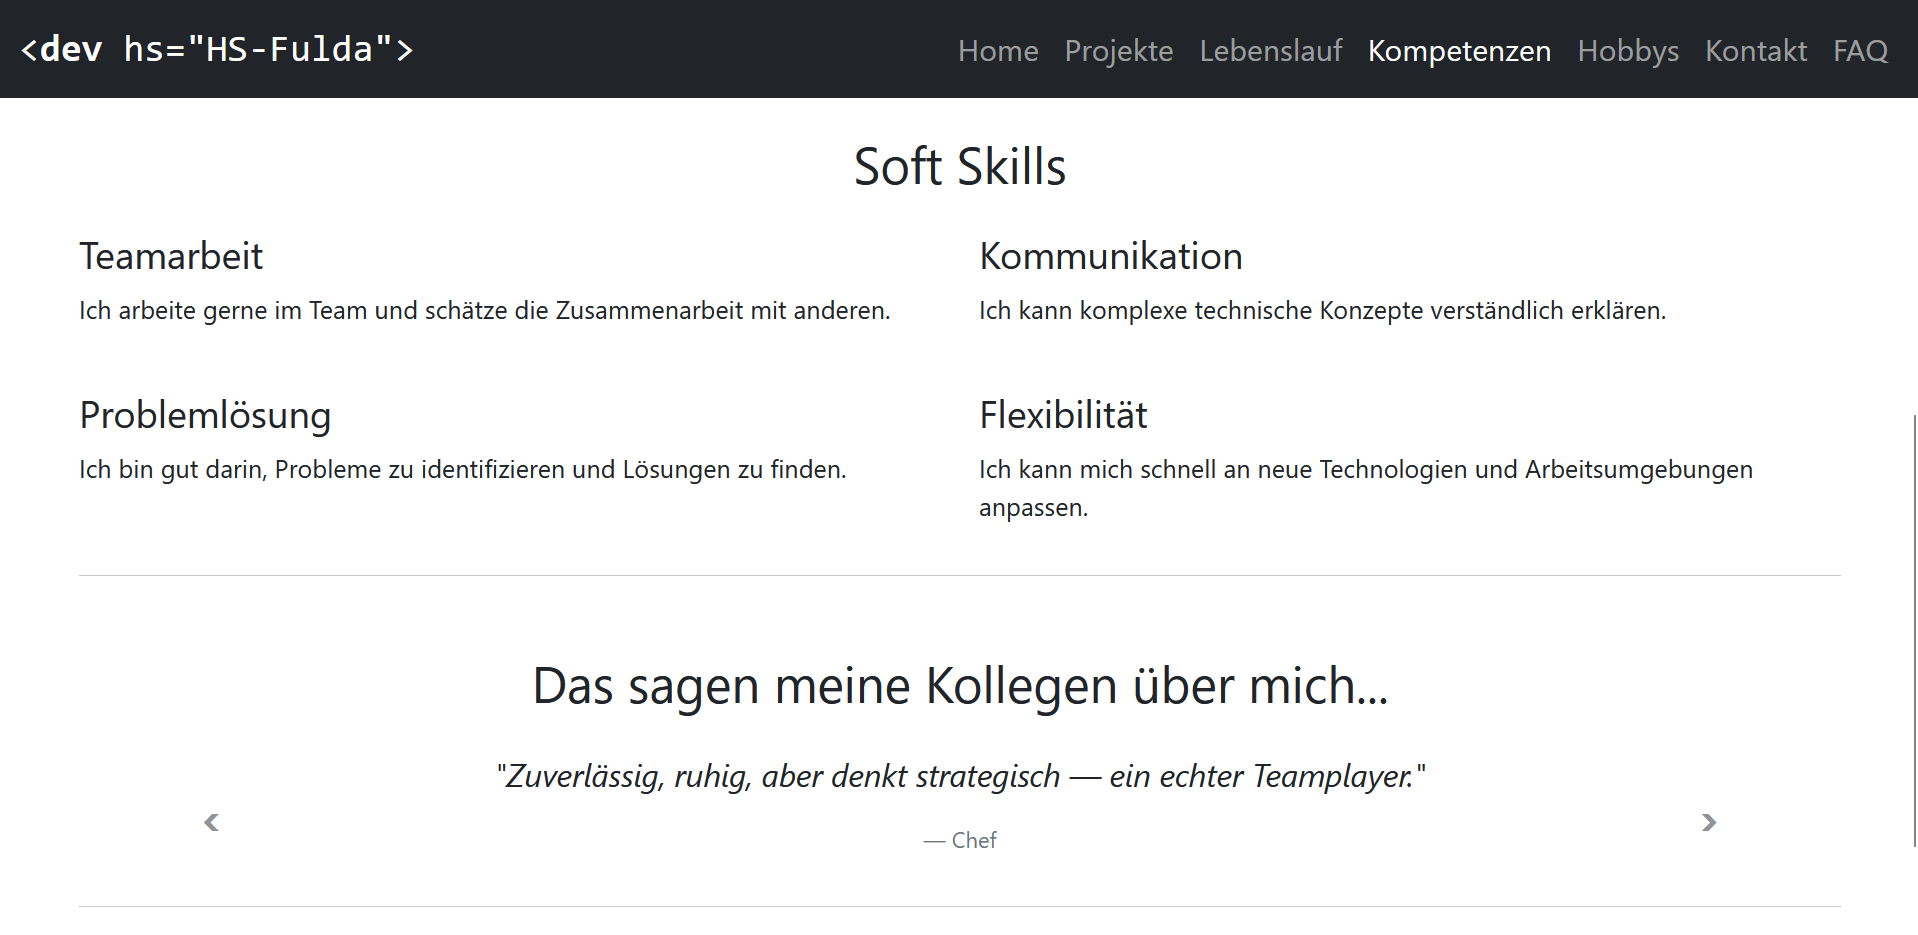 <dev hs="HS-Fulda">
Home Projekte Lebenslauf Kompetenzen Hobbys Kontakt FAQ
Soft Skills
Teamarbeit
Ich arbeite gerne im Team und schätze die Zusammenarbeit mit anderen.
Kommunikation
Ich kann komplexe technische Konzepte verständlich erklären.
Problemlösung
Ich bin gut darin, Probleme zu identifizieren und Lösungen zu finden.
Flexibilität
Ich kann mich schnell an neue Technologien und Arbeitsumgebungen
anpassen.
Das sagen meine Kollegen über mich...
"Zuverlässig, ruhig, aber denkt strategisch — ein echter Teamplayer."
— Chef